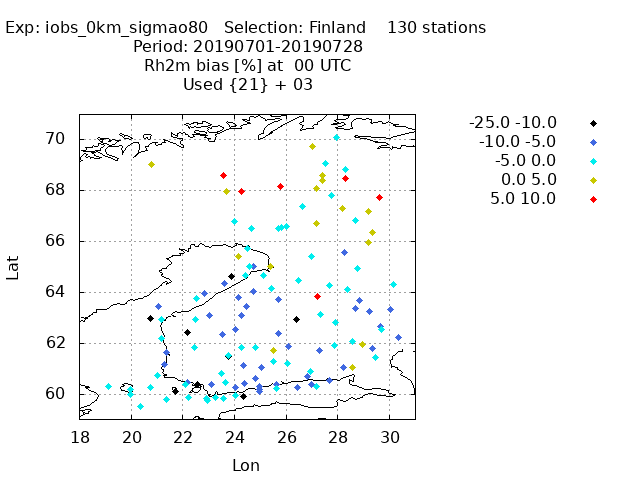 Exp: iobs_0km_sigmao80   Selection: Finland    130 stations
Period: 20190701-20190728
Rh2m bias [%] at  00 UTC
Used {21} + 03
-25.0 -10.0
-10.0 -5.0
-5.0 0.0
0.0 5.0
5.0 10.0
70
68
66
64
62
60
Lat
18 20 22 24 26 28 30
Lon